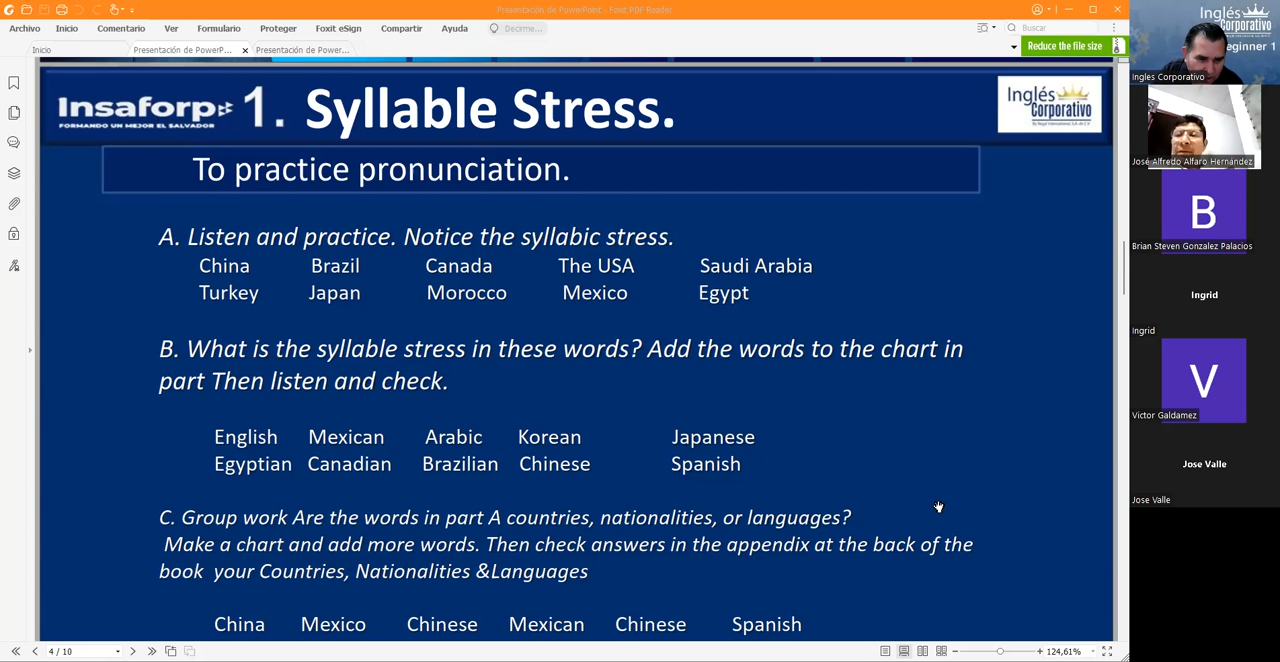 Presentación de PowerPoint - Foxit PDF Reader
Archivo Inicio Comentario Ver Formulario Proteger Foxit eSign Compartir Ayuda Decirme... Buscar
Inicio Presentación de PowerP... Presentación de Power... Reduce the file size
Insaforp 1. Syllable Stress.
FORMANDO UN MEJOR EL SALVADOR
Inglés Corporativo
To practice pronunciation.
A. Listen and practice. Notice the syllabic stress.
China Brazil Canada The USA Saudi Arabia
Turkey Japan Morocco Mexico Egypt
B. What is the syllable stress in these words? Add the words to the chart in
part Then listen and check.
English Mexican Arabic Korean Japanese
Egyptian Canadian Brazilian Chinese Spanish
C. Group work Are the words in part A countries, nationalities, or languages?
Make a chart and add more words. Then check answers in the appendix at the back of the
book your Countries, Nationalities &Languages
China Mexico Chinese Mexican Chinese Spanish
4 / 10 124,61%
Inglés
Corporativo
eginner 1
Ingles Corporativo
José Alfredo Alfaro Hernández
B
Brian Steven Gonzalez Palacios
Ingrid
Ingrid
V
Victor Galdamez
Jose Valle
Jose Valle